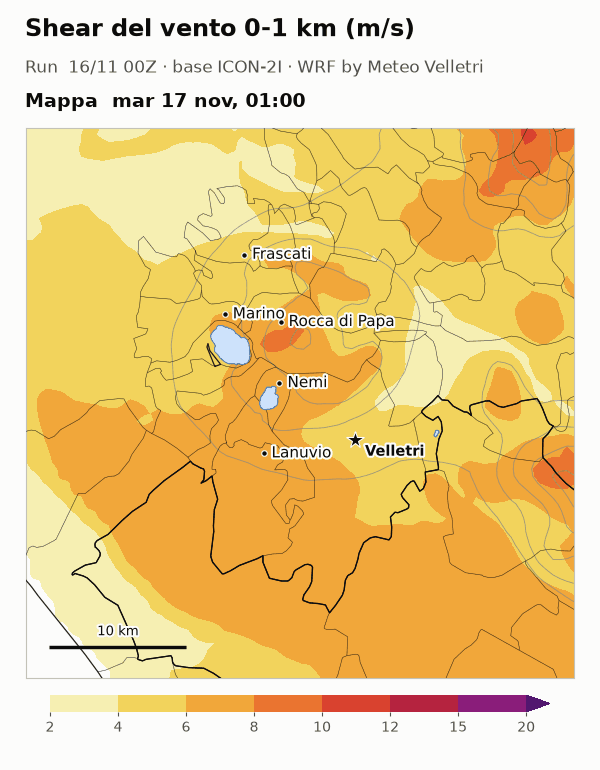 Shear del vento 0-1 km (m/s)
Run  16/11 00Z · base ICON-2I · WRF by Meteo Velletri
Mappa  mar 17 nov, 01:00
Frascati
Marino
Rocca di Papa
Nemi
Velletri
Lanuvio
10 km
2 4 6 8 10 12 15 20